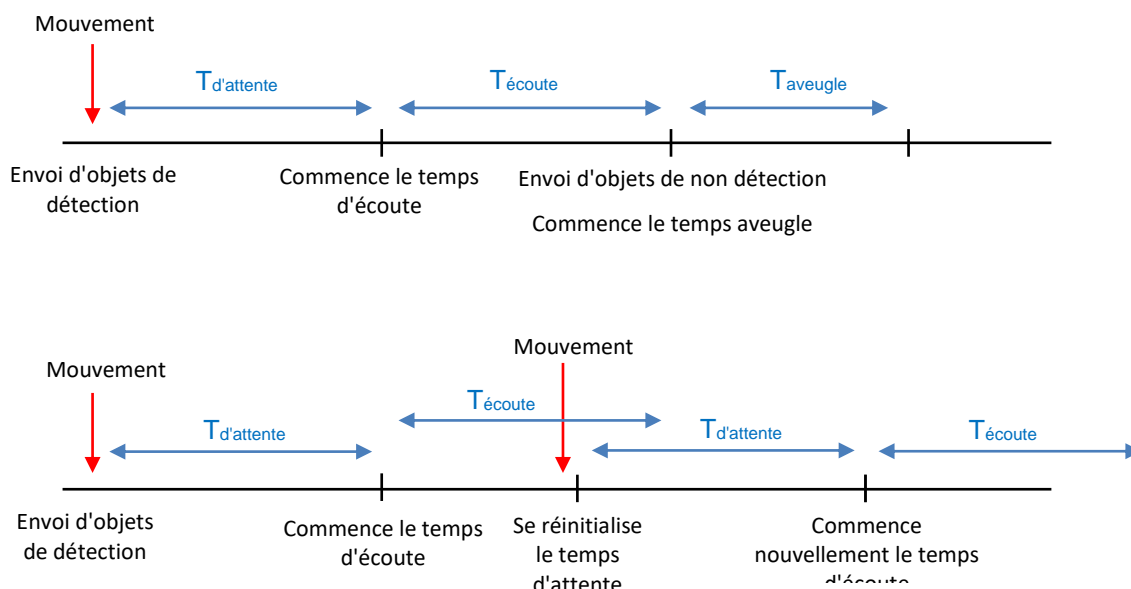 Mouvement
Td'attente
Técoute
Taveugle
Envoi d'objets de
détection
Commence le temps
d'écoute
Envoi d'objets de non détection
Commence le temps aveugle
Mouvement
Mouvement
Td'attente
Técoute
Td'attente
Técoute
Envoi d'objets
de détection
Commence le temps
d'écoute
Se réinitialise
le temps
d'attente
Commence
nouvellement le temps
d'écoute